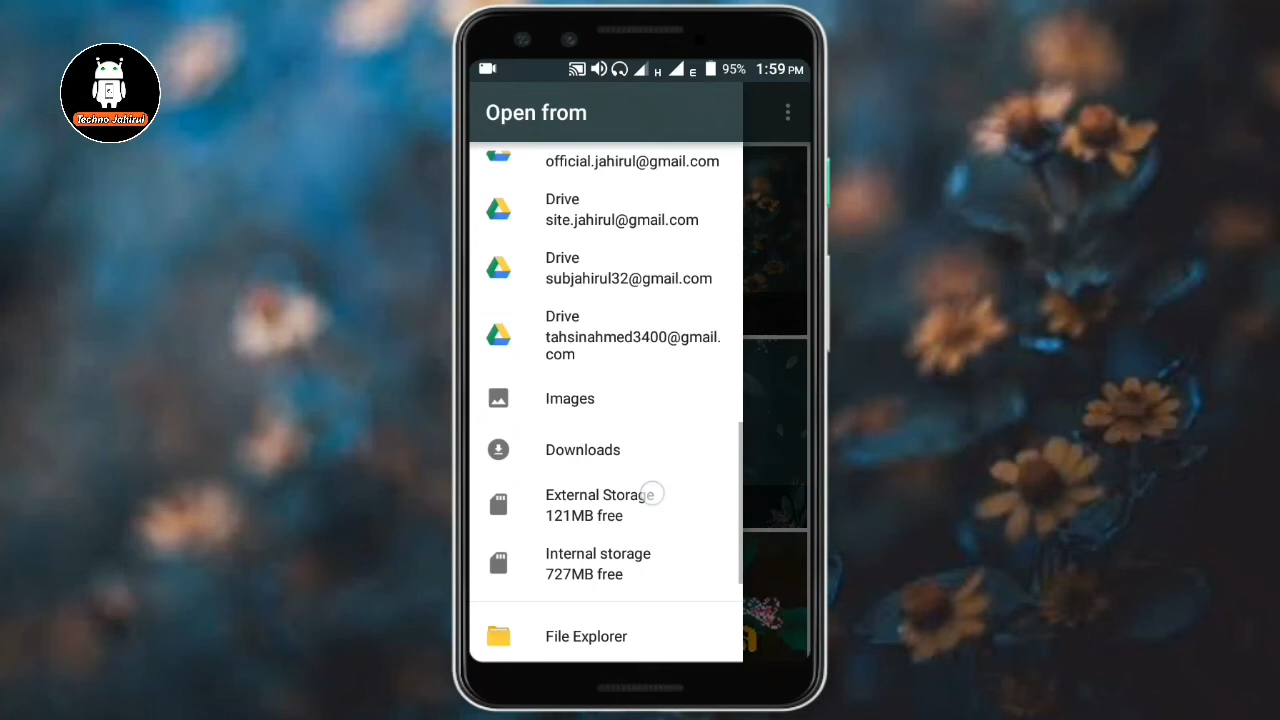 Techno Jahirul
H
E
95%
1:59 PM
Open from
official.jahirul@gmail.com
Drive
site.jahirul@gmail.com
Drive
subjahirul32@gmail.com
Drive
tahsinahmed3400@gmail.
com
Images
Downloads
External Storage
121MB free
Internal storage
727MB free
File Explorer